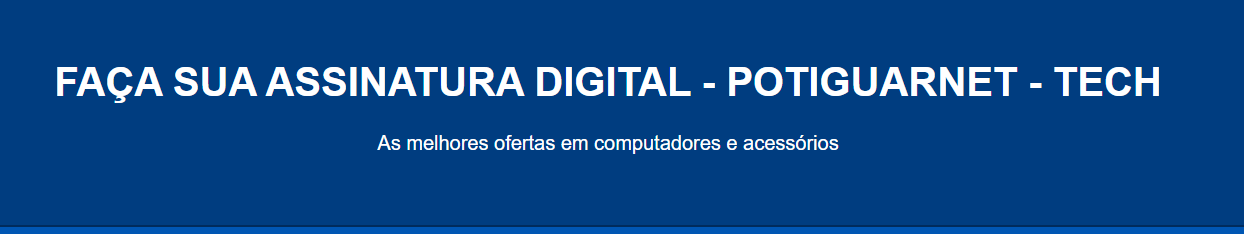 FAÇA SUA ASSINATURA DIGITAL - POTIGUARNET - TECH
As melhores ofertas em computadores e acessórios